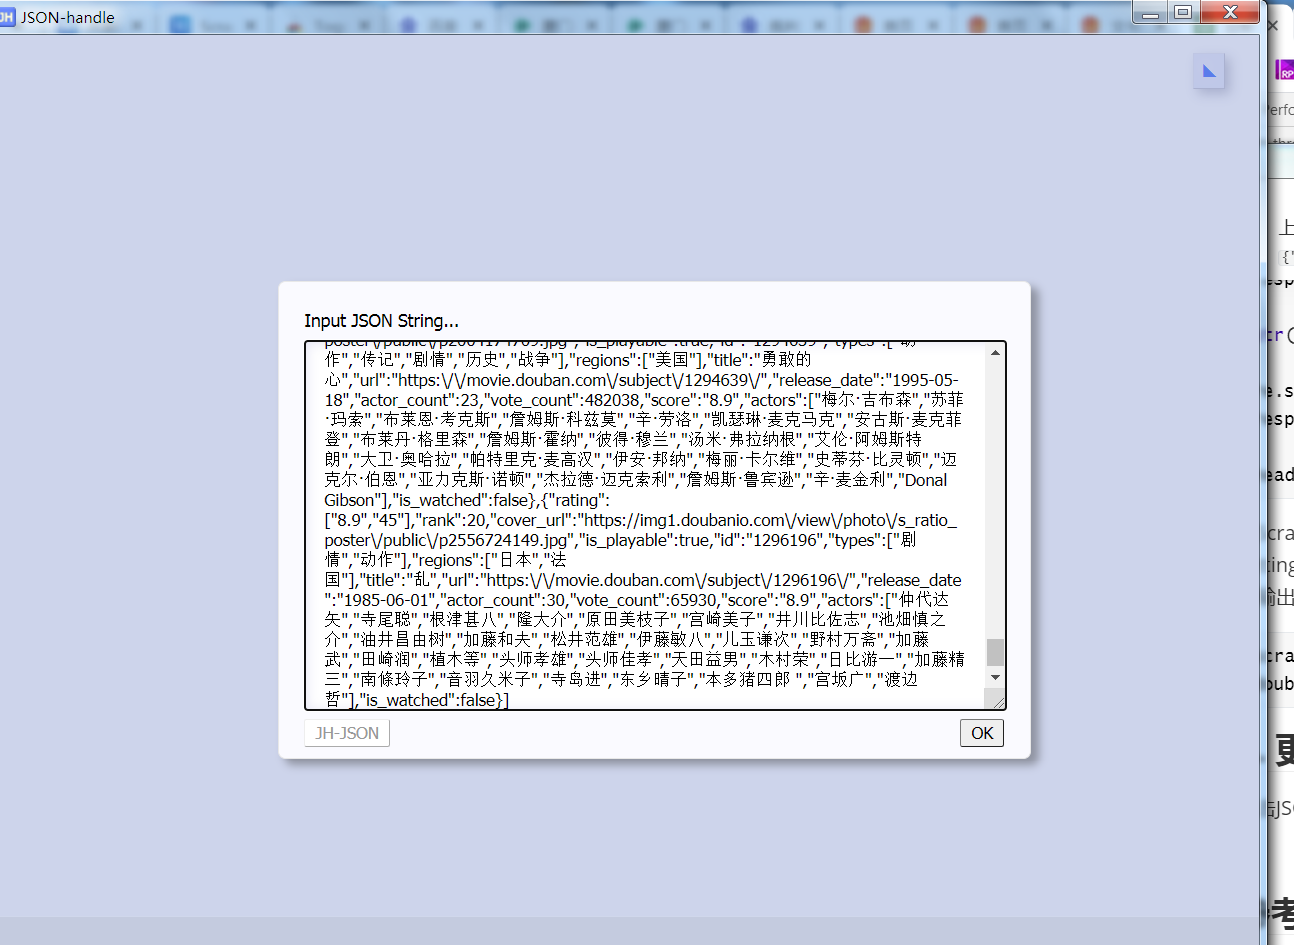 JSON-handle
Input JSON String...
poster\/public\/p2004174709.jpg","is_playable":true,"id":"1294639","types":["动
作","传记","剧情","历史","战争"],"regions":["美国"],"title":"勇敢的
心","url":"https:\/\/movie.douban.com\/subject\/1294639\/","release_date":"1995-05-
18","actor_count":23,"vote_count":482038,"score":"8.9","actors":["梅尔·吉布森","苏菲
·玛索","布莱恩·考克斯","詹姆斯·科兹莫","辛·劳洛","凯瑟琳·麦克马克","安古斯·麦克菲
登","布莱丹·格里森","詹姆斯·霍纳","彼得·穆兰","汤米·弗拉纳根","艾伦·阿姆斯特
朗","大卫·奥哈拉","帕特里克·麦高汉","伊安·邦纳","梅丽·卡尔维","史蒂芬·比灵顿","迈
克尔·伯恩","亚力克斯·诺顿","杰拉德·迈克索利","詹姆斯·鲁宾逊","辛·麦金利","Donal
Gibson"],"is_watched":false},{"rating":
["8.9","45"],"rank":20,"cover_url":"https://img1.doubanio.com\/view\/photo\/s_ratio_
poster\/public\/p2556724149.jpg","is_playable":true,"id":"1296196","types":["剧
情","动作"],"regions":["日本","法
国"],"title":"乱","url":"https:\/\/movie.douban.com\/subject\/1296196\/","release_date
":"1985-06-01","actor_count":30,"vote_count":65930,"score":"8.9","actors":["仲代达
矢","寺尾聪","根津甚八","隆大介","原田美枝子","宫崎美子","井川比佐志","池畑慎之
介","油井昌由树","加藤和夫","松井范雄","伊藤敏八","儿玉谦次","野村万斋","加藤
武","田崎润","植木等","头师孝雄","头师佳孝","天田益男","木村荣","日比游一","加藤精
三","南條玲子","音羽久米子","寺岛进","东乡晴子","本多猪四郎 ","宫坂广","渡边
哲"],"is_watched":false}]
JH-JSON
OK